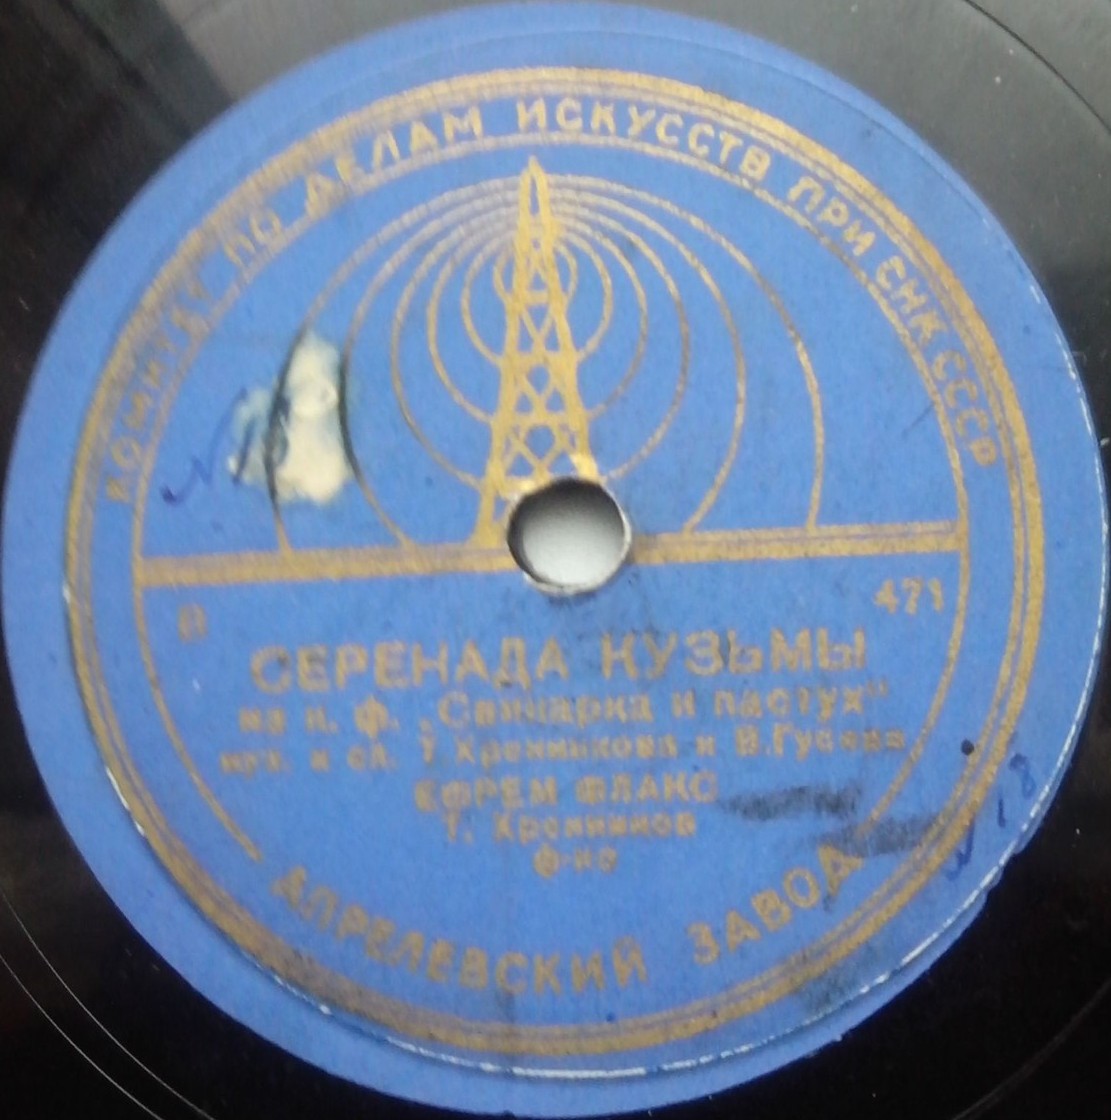 КОМИТЕТ ПО ДЕЛАМ ИСКУССТВ ПРИ СНК СССР
В 471
СЕРЕНАДА КУЗЬМЫ
из к. ф. „Свинарка и пастух"
муз. и сл. Т. Хренникова и В. Гусева
ЕФРЕМ ФЛАКС
Т. Хренников
ф-но
АПРЕЛЕВСКИЙ ЗАВОД
N 18